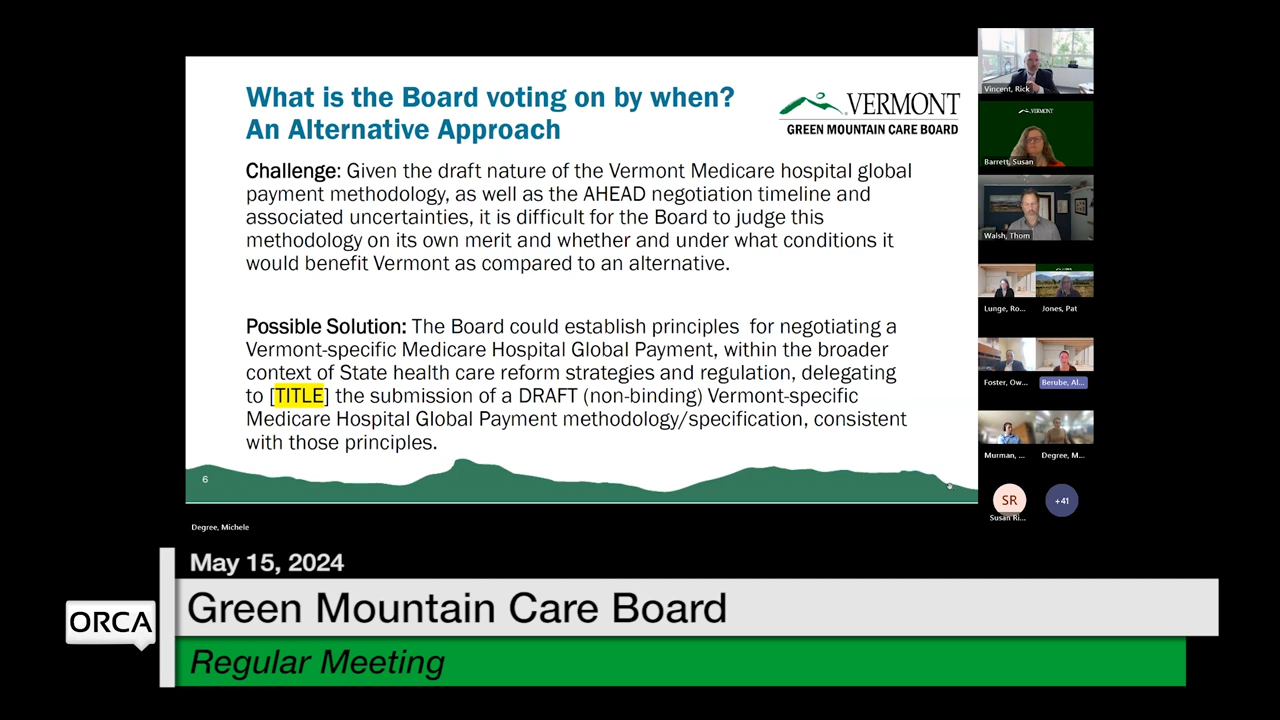 What is the Board voting on by when?
An Alternative Approach
VERMONT
GREEN MOUNTAIN CARE BOARD
Challenge: Given the draft nature of the Vermont Medicare hospital global
payment methodology, as well as the AHEAD negotiation timeline and
associated uncertainties, it is difficult for the Board to judge this
methodology on its own merit and whether and under what conditions it
would benefit Vermont as compared to an alternative.
Possible Solution: The Board could establish principles for negotiating a
Vermont-specific Medicare Hospital Global Payment, within the broader
context of State health care reform strategies and regulation, delegating
to [TITLE] the submission of a DRAFT (non-binding) Vermont-specific
Medicare Hospital Global Payment methodology/specification, consistent
with those principles.
6
Vincent, Rick
VERMONT
Barrett, Susan
Walsh, Thom
Lunge, Ro...
Jones, Pat
Foster, Ow...
Berube, Al...
Murman, ...
Degree, M...
SR
+41
Susan Ri...
Degree, Michele
May 15, 2024
ORCA
Green Mountain Care Board
Regular Meeting